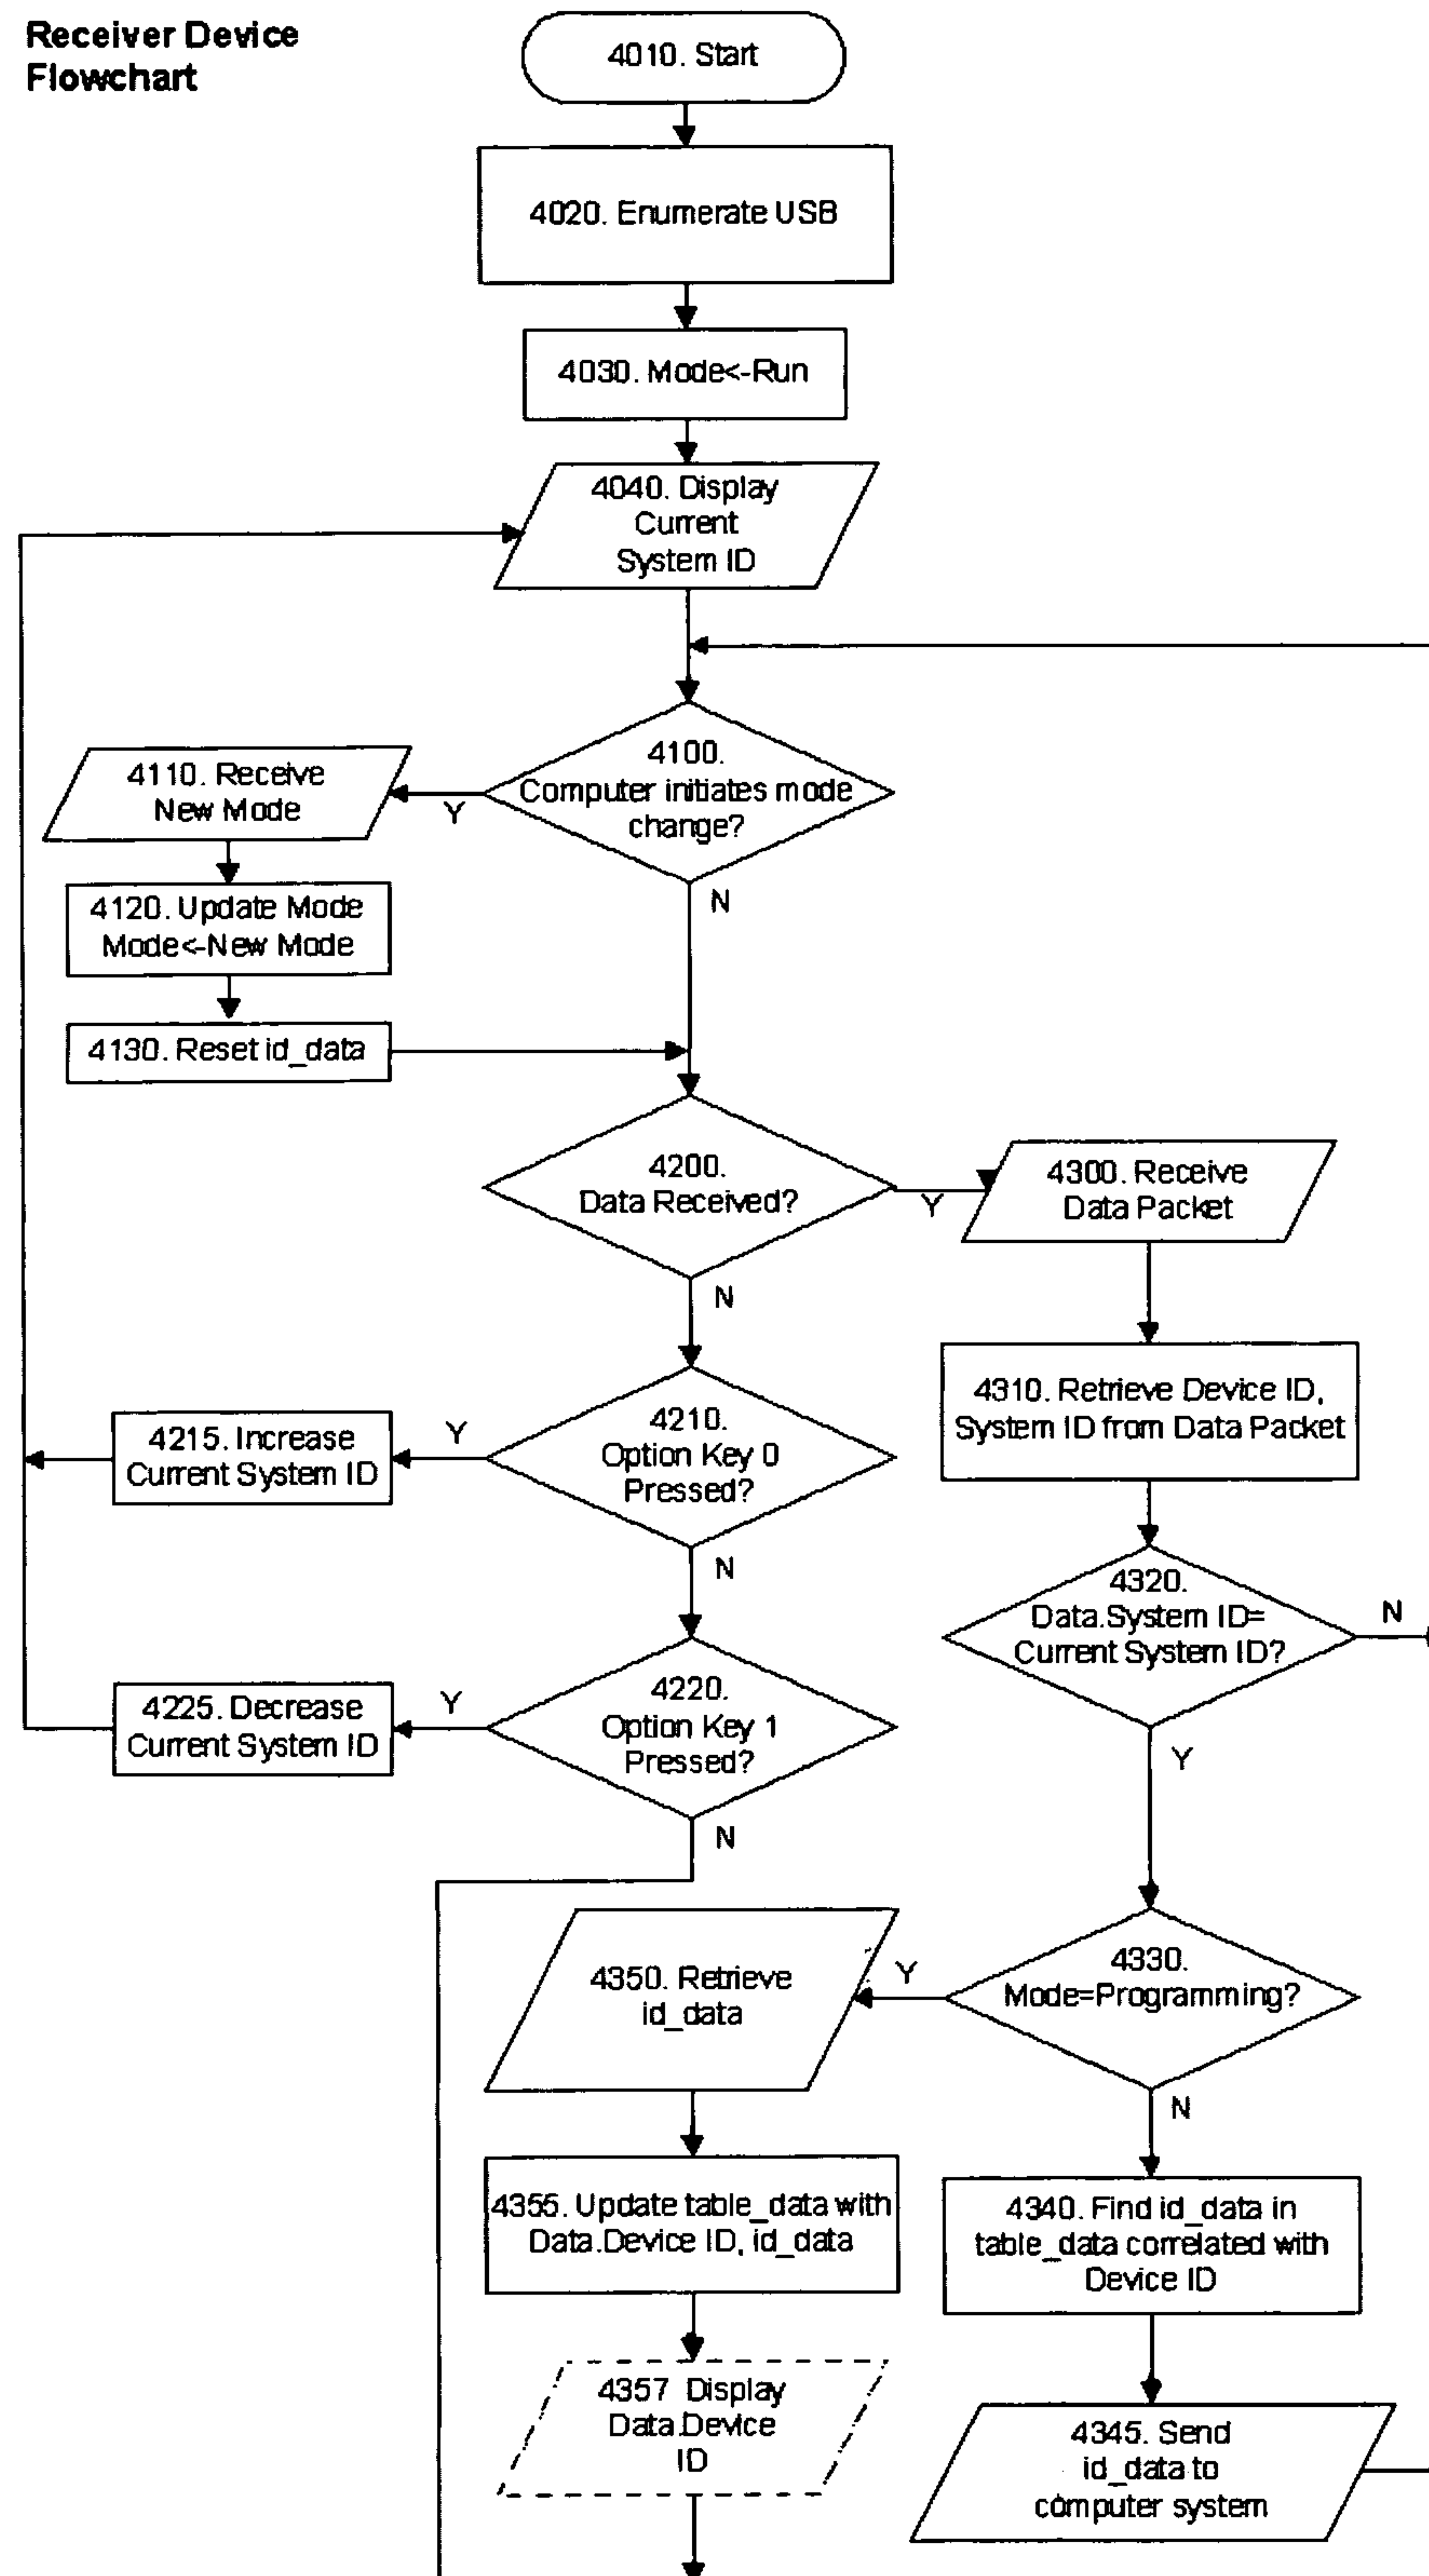 Receiver Device
Flowchart
4010. Start
4020. Enumerate USB
4030. Mode<-Run
4040. Display
Current
System ID
4100.
Computer initiates mode
change?
Y
N
4110. Receive
New Mode
4120. Update Mode
Mode<-New Mode
4130. Reset id_data
4200.
Data Received?
Y
N
4300. Receive
Data Packet
4310. Retrieve Device ID,
System ID from Data Packet
4210.
Option Key 0
Pressed?
Y
N
4215. Increase
Current System ID
4320.
Data.System ID=
Current System ID?
N
Y
4220.
Option Key 1
Pressed?
Y
N
4225. Decrease
Current System ID
4330.
Mode=Programming?
Y
N
4350. Retrieve
id_data
4355. Update table_data with
Data.Device ID, id_data
4340. Find id_data in
table_data correlated with
Device ID
4357 Display
Data.Device
ID
4345. Send
id_data to
computer system